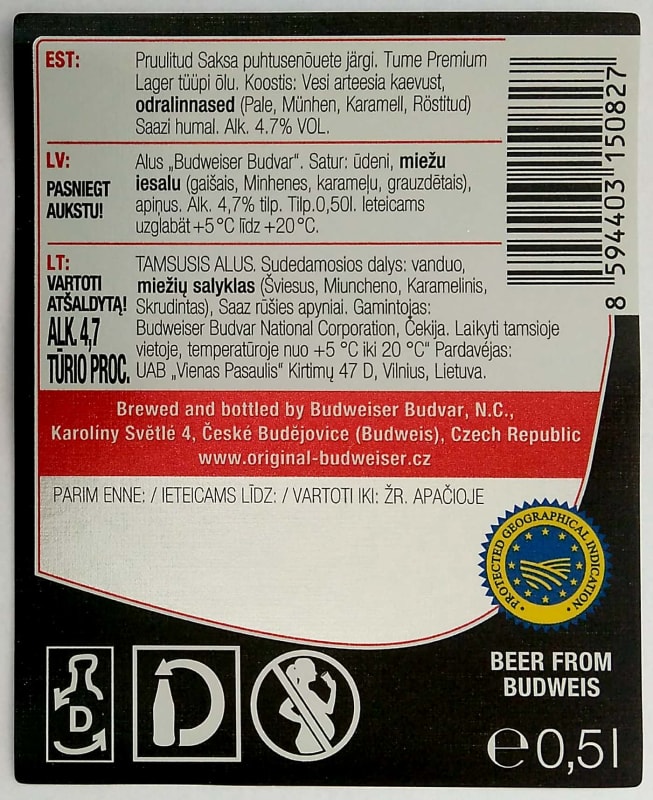 EST:
Pruulitud Saksa puhtusenõuete järgi. Tume Premium
Lager tüüpi õlu. Koostis: Vesi arteesia kaevust,
odralinnased (Pale, Münhen, Karamell, Röstitud)
Saazi humal. Alk. 4.7% VOL.
LV:
PASNIEGT
AUKSTU!
Alus „Budweiser Budvar“. Satur: ūdeni, miežu
iesalu (gaišais, Minhenes, karameļu, grauzdētais),
apiņus. Alk. 4,7% tilp. Tilp.0,50l. Ieteicams
uzglabāt +5 °C līdz +20 °C.
LT:
VARTOTI
ATŠALDYTĄ!
ALK. 4,7
TŪRIO PROC.
TAMSUSIS ALUS. Sudedamosios dalys: vanduo,
miežių salyklas (Šviesus, Miuncheno, Karamelinis,
Skrudintas), Saaz rūšies apyniai. Gamintojas:
Budweiser Budvar National Corporation, Čekija. Laikyti tamsioje
vietoje, temperatūroje nuo +5 °C iki 20 °C“ Pardavėjas:
UAB „Vienas Pasaulis“ Kirtimų 47 D, Vilnius, Lietuva.
8 594403 150827
Brewed and bottled by Budweiser Budvar, N.C.,
Karolíny Světlé 4, České Budějovice (Budweis), Czech Republic
www.original-budweiser.cz
PARIM ENNE: / IETEICAMS LĪDZ: / VARTOTI IKI: ŽR. APAČIOJE
PROTECTED GEOGRAPHICAL INDICATION
BEER FROM
BUDWEIS
D
℮ 0,5l